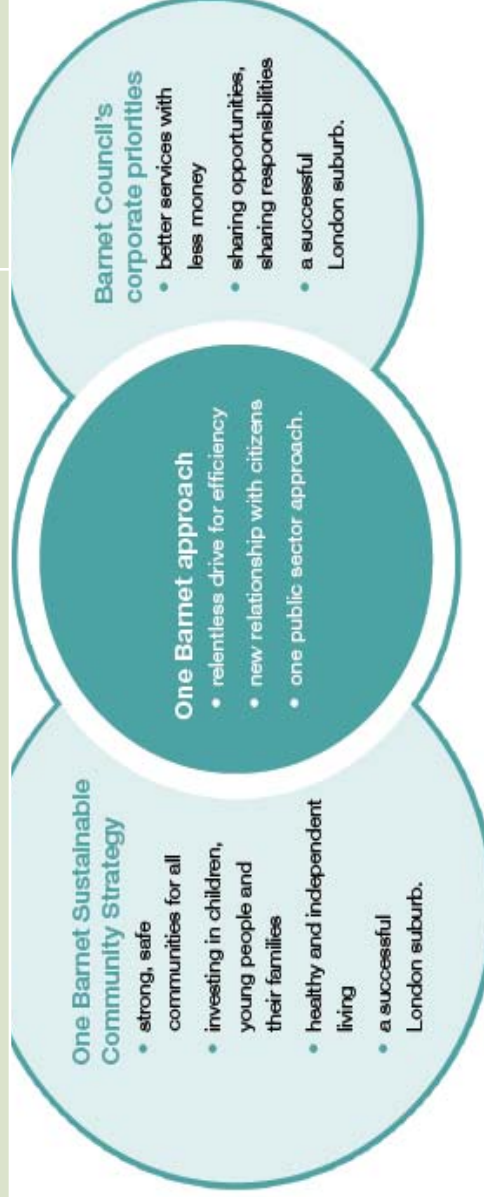 One Barnet Sustainable
Community Strategy
• strong, safe
communities for all
• investing in children,
young people and
their families
• healthy and independent
living
• a successful
London suburb.
One Barnet approach
• relentless drive for efficiency
• new relationship with citizens
• one public sector approach.
Barnet Council's
corporate priorities
• better services with
less money
• sharing opportunities,
sharing responsibilities
• a successful
London suburb.